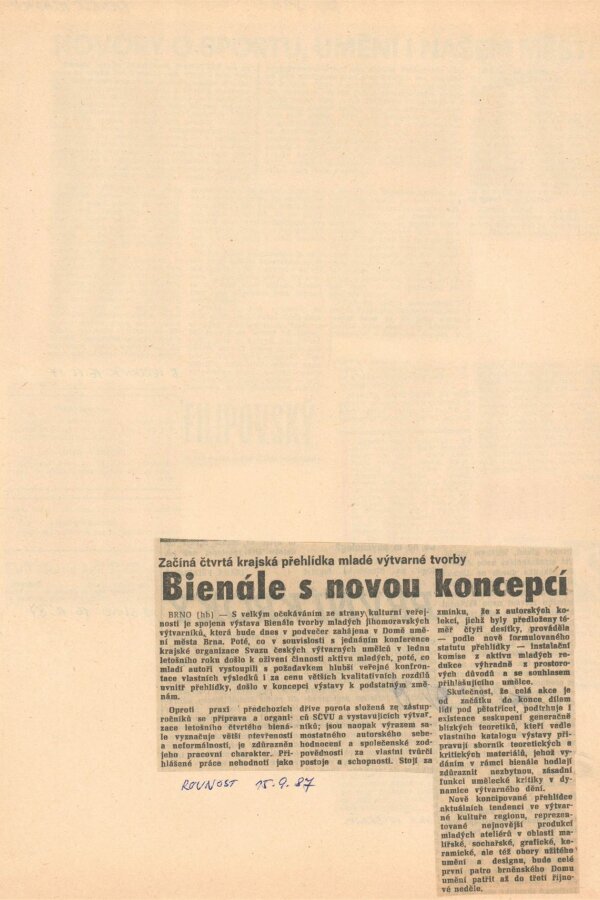 Začíná čtvrtá krajská přehlídka mladé výtvarné tvorby
Bienále s novou koncepcí
BRNO (hb) — S velkým očekáváním ze strany kulturní veřej-
nosti je spojena výstava Bienále tvorby mladých jihomoravských
výtvarníků, která bude dnes v podvečer zahájena v Domě umě-
ní města Brna. Poté, co v souvislosti s jednáním konference
krajské organizace Svazu českých výtvarných umělců v lednu
letošního roku došlo k oživení činnosti aktivu mladých, poté, co
mladí autoři vystoupili s požadavkem hlubší veřejné konfron-
tace vlastních výsledků i za cenu větších kvalitativních rozdílů
uvnitř přehlídky, došlo v koncepci výstavy k podstatným změ-
nám.
Oproti praxi předchozích
ročníků se příprava a organi-
zace letošního čtvrtého biená-
le vyznačuje větší otevřeností
a neformálností, je zdůrazněn
jeho pracovní charakter. Při-
hlášené práce nehodnotí jako
dříve porota složená ze zástup-
ců SČVU a vystavujících výtvar-
níků; jsou naopak výrazem sa-
mostatného autorského sebe-
hodnocení a společenské zod-
povědnosti za vlastní tvůrčí
postoje a schopnosti. Stojí za
zmínku, že z autorských ko-
lekcí, jichž byly předloženy té-
měř čtyři desítky, prováděla
— podle nově formulovaného
statutu přehlídky — instalační
komise z aktivu mladých re-
dukce výhradně z prostoro-
vých důvodů a se souhlasem
přihlašujícího umělce.
Skutečnost, že celá akce je
od začátku do konce dílem
lidí pod pětatřicet, podtrhuje i
existence seskupení generačně
blízkých teoretiků, kteří vedle
vlastního katalogu výstavy při-
pravují sborník teoretických a
kritických materiálů, jehož vy-
dáním v rámci bienále hodlají
zdůraznit nezbytnou, zásadní
funkci umělecké kritiky v dy-
namice výtvarného dění.
Nově koncipované přehlídce
aktuálních tendencí ve výtvar-
né kultuře regionu, reprezen-
tované nejnovější produkcí
mladých ateliérů v oblasti ma-
lířské, sochařské, grafické, ke-
ramické, ale též obory užitého
umění a designu, bude celé
první patro brněnského Domu
umění patřit až do třetí říjno-
vé neděle.
ROVNOST 15.9.87